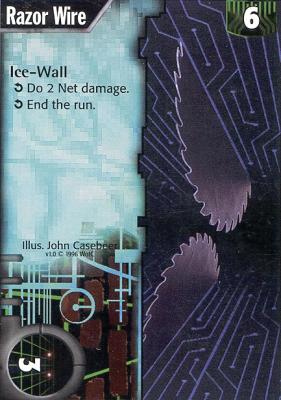 Razor Wire
6
Ice-Wall
Do 2 Net damage.
End the run.
Illus. John Casebeer
v1.0 © 1996 WotC
3